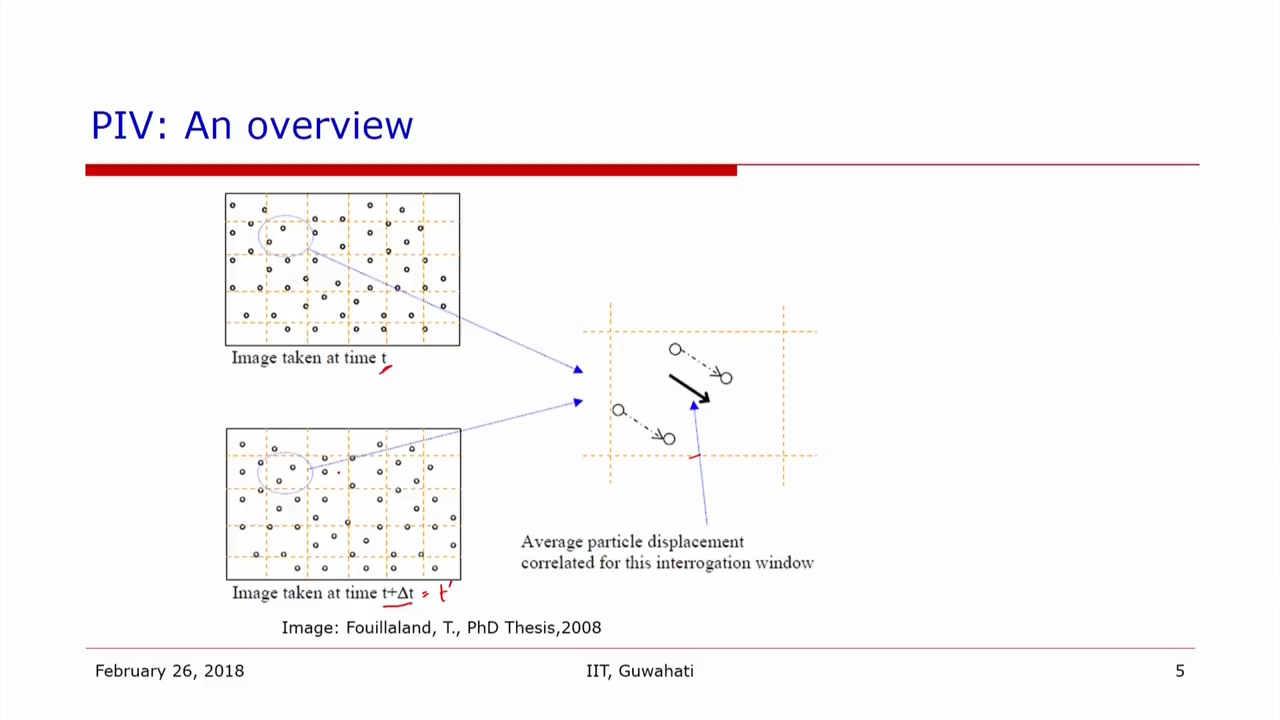 PIV: An overview
Image taken at time t
Average particle displacement
correlated for this interrogation window
Image taken at time t+Δt = t'
Image: Fouillaland, T., PhD Thesis,2008
February 26, 2018
IIT, Guwahati
5